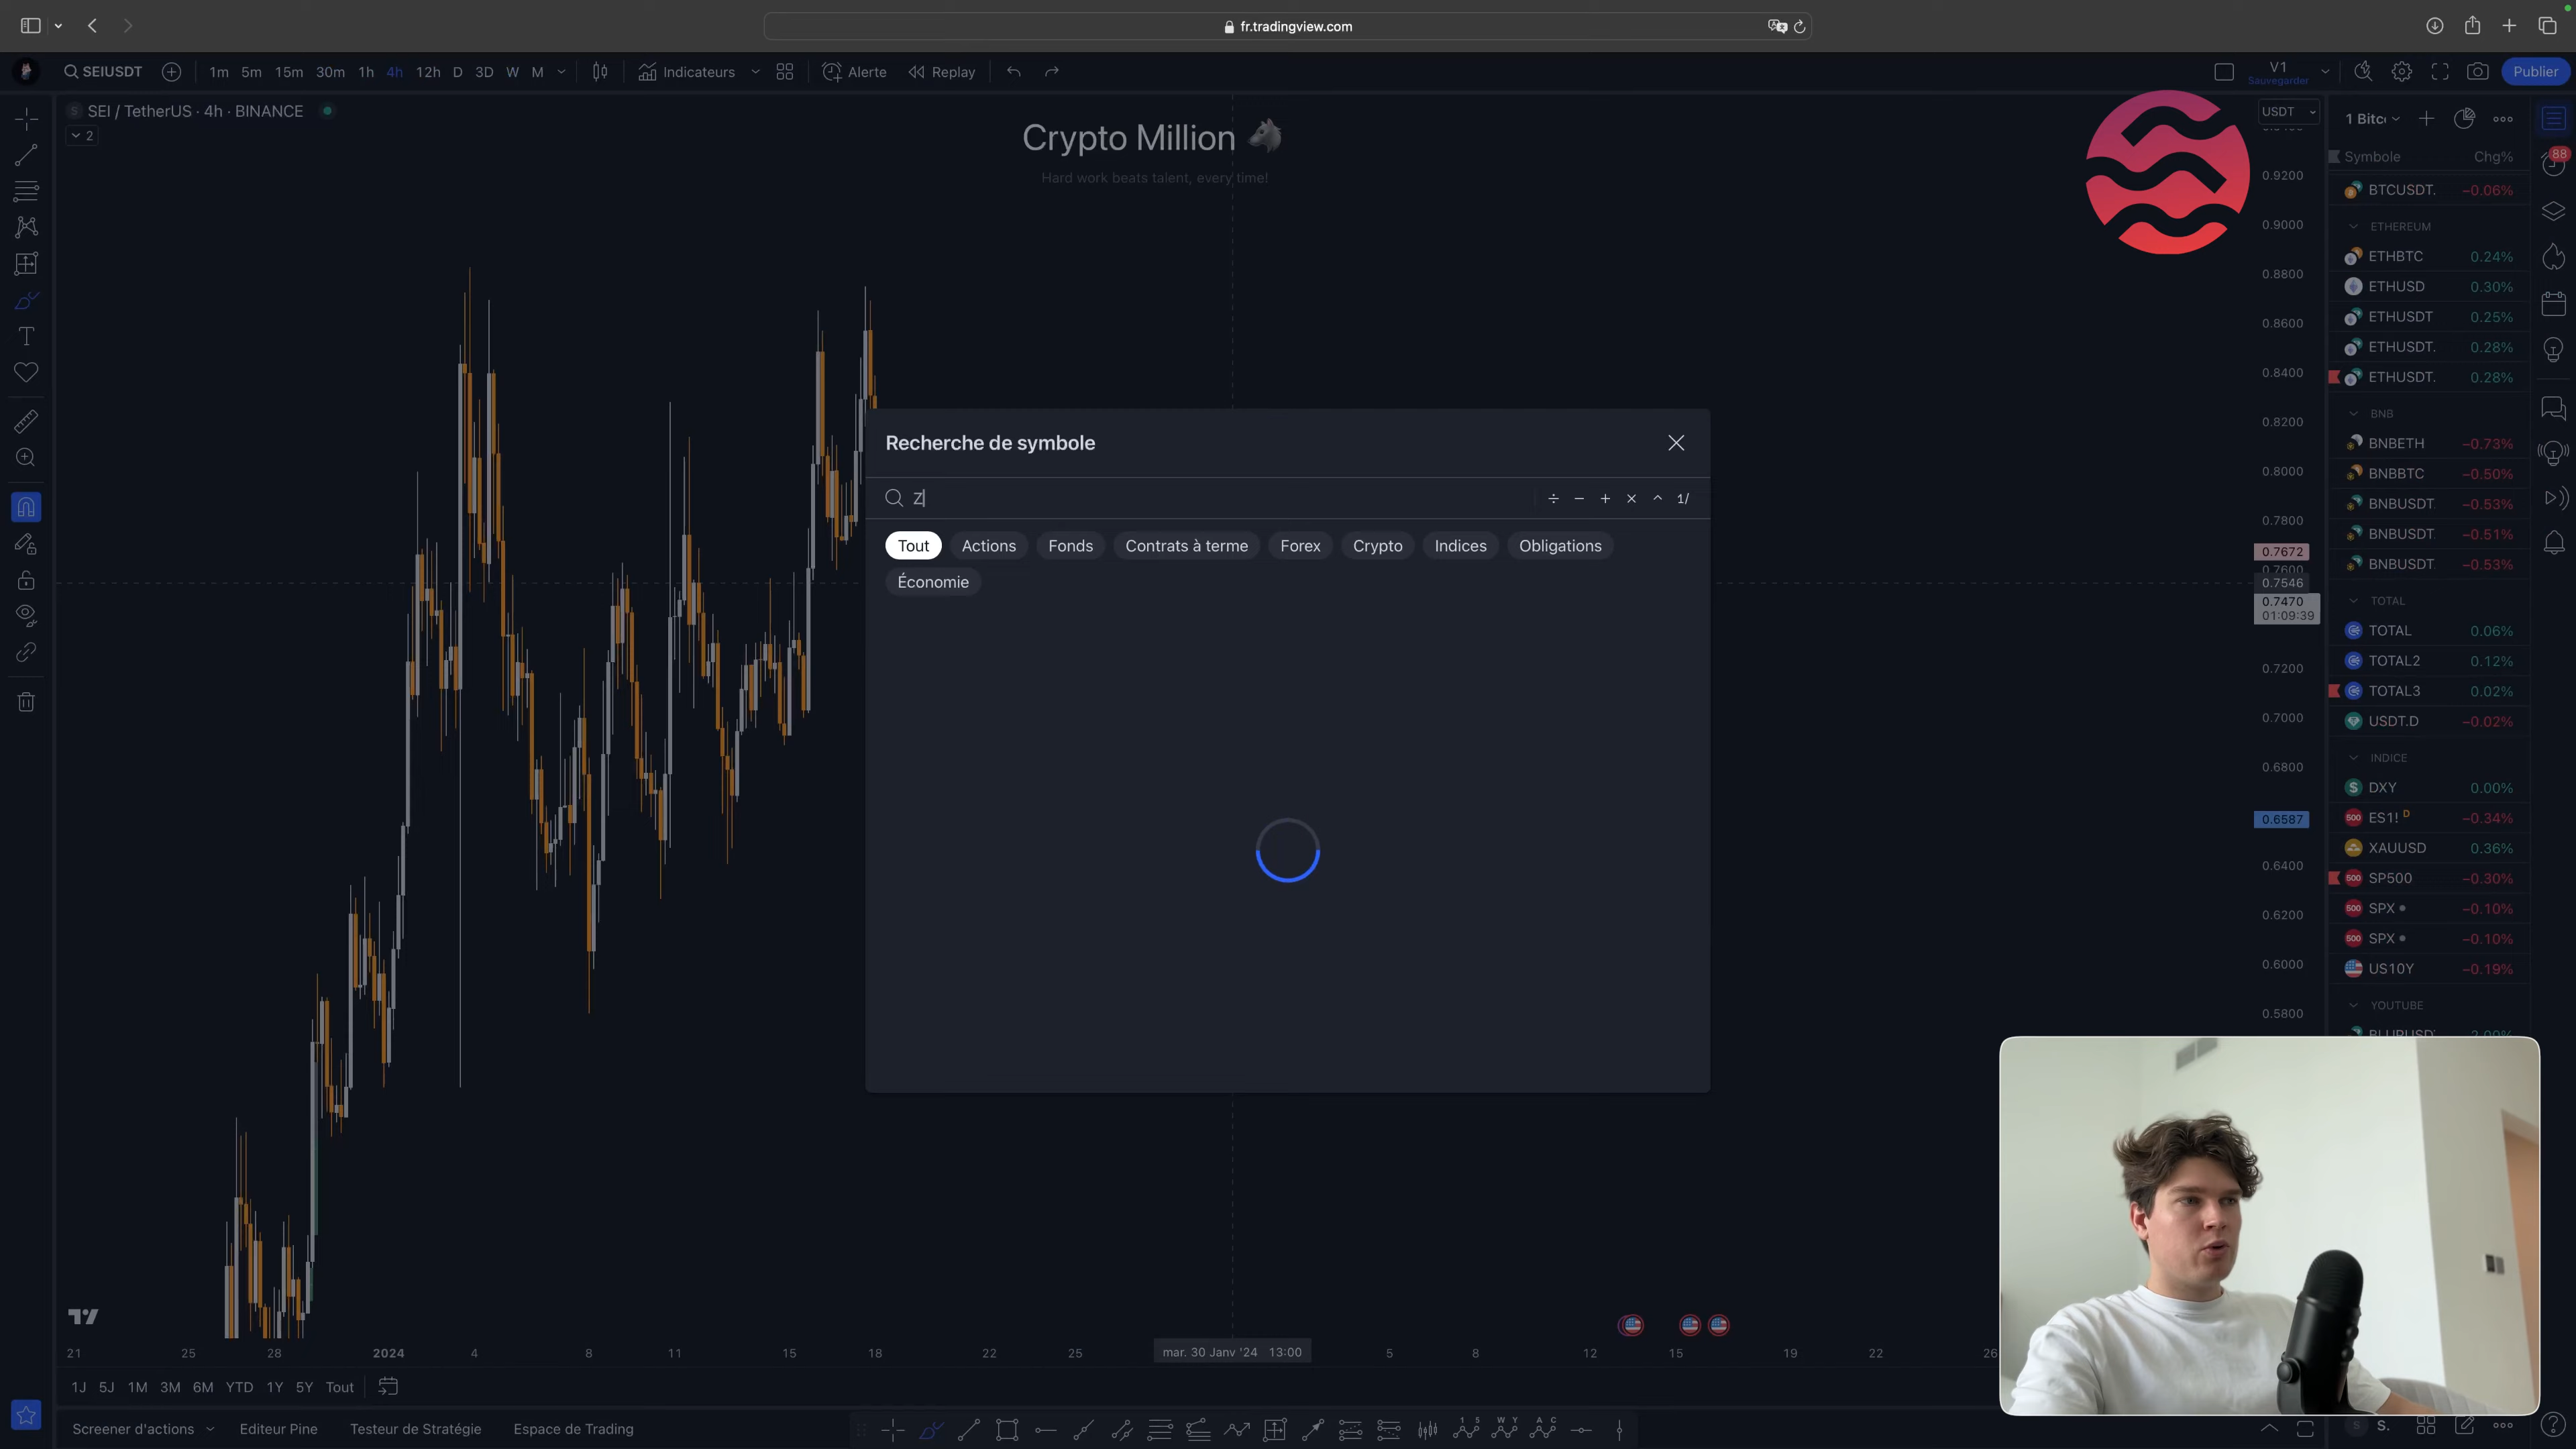 fr.tradingview.com
SEIUSDT
1m 5m 15m 30m 1h 4h 12h D 3D W M
Indicateurs
Alerte
Replay
V1
Sauvegarder
Publier
SEI / TetherUS · 4h · BINANCE
2
Crypto Million
Hard work beats talent, every time!
USDT
0.9200
0.9000
0.8800
0.8600
0.8400
0.8200
0.8000
0.7800
0.7672
0.7600
0.7546
0.7470
01:09:39
0.7200
0.7000
0.6800
0.6587
0.6400
0.6200
0.6000
0.5800
Recherche de symbole
Z
÷ − + × ^ 1/
Tout Actions Fonds Contrats à terme Forex Crypto Indices Obligations
Économie
1 Bitc
88
Symbole Chg%
BTCUSDT. −0.06%
ETHEREUM
ETHBTC 0.24%
ETHUSD 0.30%
ETHUSDT 0.25%
ETHUSDT. 0.28%
ETHUSDT. 0.28%
BNB
BNBETH −0.73%
BNBBTC −0.50%
BNBUSDT −0.53%
BNBUSDT −0.51%
BNBUSDT −0.53%
TOTAL
TOTAL 0.06%
TOTAL2 0.12%
TOTAL3 0.02%
USDT.D −0.02%
INDICE
DXY 0.00%
ES1! D −0.34%
XAUUSD 0.36%
SP500 −0.30%
SPX −0.10%
SPX −0.10%
US10Y −0.19%
YOUTUBE
21 25 28 2024 4 8 11 15 18 22 25 mar. 30 Janv '24 13:00 5 8 12 15 19 22 26
1J 5J 1M 3M 6M YTD 1Y 5Y Tout
Screener d'actions Editeur Pine Testeur de Stratégie Espace de Trading
S.